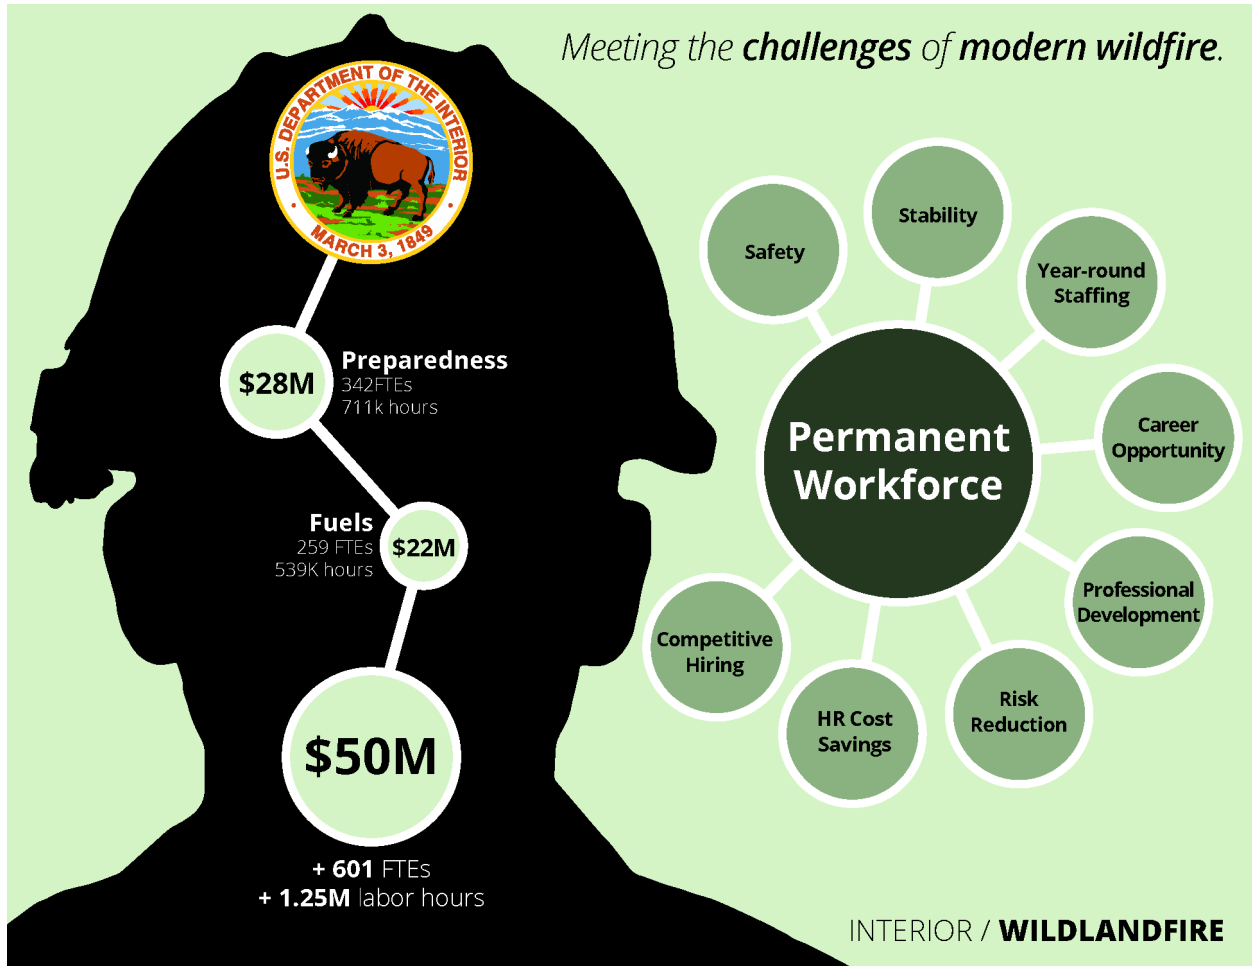 Meeting the challenges of modern wildfire.
U.S. DEPARTMENT OF THE INTERIOR
MARCH 3, 1849
$28M
Preparedness
342FTEs
711k hours
Fuels
259 FTEs
539K hours
$22M
$50M
+ 601 FTEs
+ 1.25M labor hours
Permanent
Workforce
Safety
Stability
Year-round
Staffing
Career
Opportunity
Professional
Development
Risk
Reduction
HR Cost
Savings
Competitive
Hiring
INTERIOR / WILDLANDFIRE